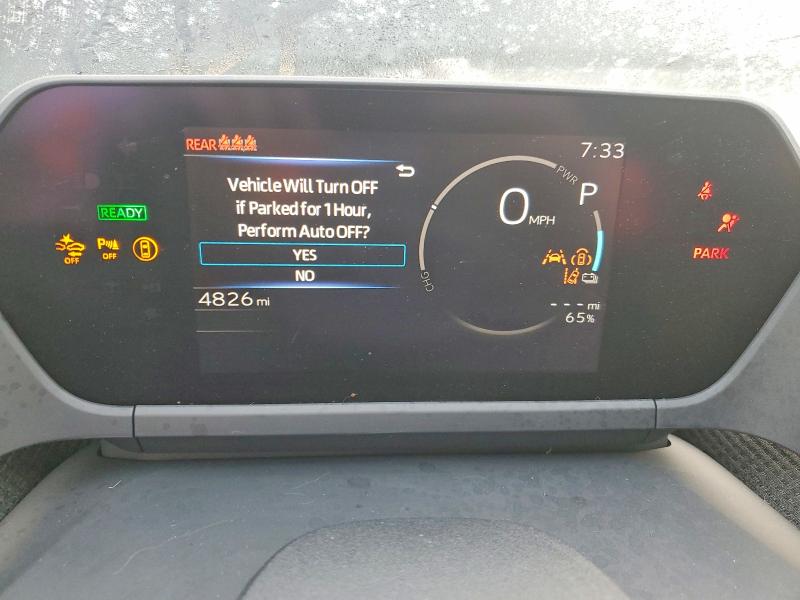 REAR
7:33
Vehicle Will Turn OFF
if Parked for 1 Hour,
Perform Auto OFF?
YES
NO
4826 mi
PWR
P
0 MPH
CHG
- - - mi
65%
READY
OFF
P
OFF
PARK